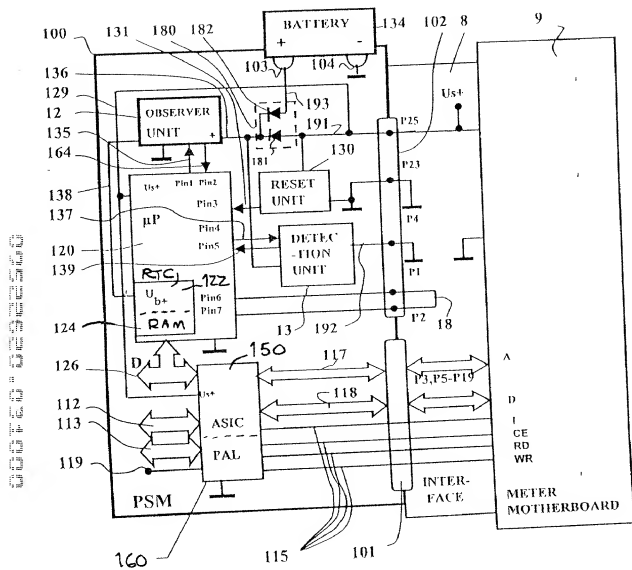 BATTERY
+ -
134
102
8
9
100
131
180
182
103
104
136
129
12
OBSERVER
UNIT
+
193
191
Us+
P25
135
164
181
130
138
Us+
Pin1
Pin2
Pin3
RESET
UNIT
P23
137
µP
Pin4
P4
120
Pin5
DETEC
-TION
UNIT
139
P1
RTC
122
Ub+
13
192
124
RAM
Pin6
Pin7
P2
18
150
117
D
126
Us+
P3,P5-P19
A
112
118
D
113
ASIC
I
PAL
CE
119
RD
WR
PSM
INTER-
FACE
METER
MOTHERBOARD
160
115
101